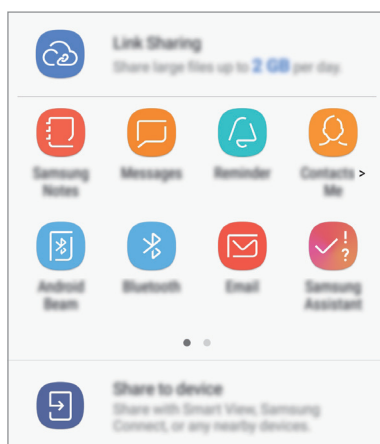 Link Sharing
Share large files up to 2 GB per day.
Samsung Notes
Messages
Reminder
Contacts > Me
Android Beam
Bluetooth
Email
Samsung Assistant
Share to device
Share with Smart View, Samsung
Connect, or any nearby devices.